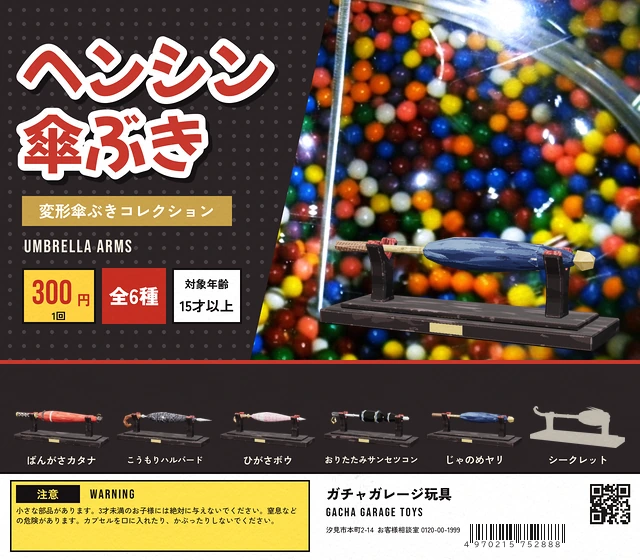 ヘンシン
傘ぶき
変形傘ぶきコレクション
UMBRELLA ARMS
300円
1回
全6種
対象年齢
15才以上
ばんがさカタナ
こうもりハルバード
ひがさボウ
おりたたみサンセツコン
じゃのめヤリ
シークレット
注意 WARNING
小さな部品があります。3才未満のお子様には絶対に与えないでください。窒息など
の危険があります。カプセルを口に入れたり、かぶったりしないでください。
ガチャガレージ玩具
GACHA GARAGE TOYS
汐見市本町2-14 お客様相談室 0120-00-1999
4 970215 752888